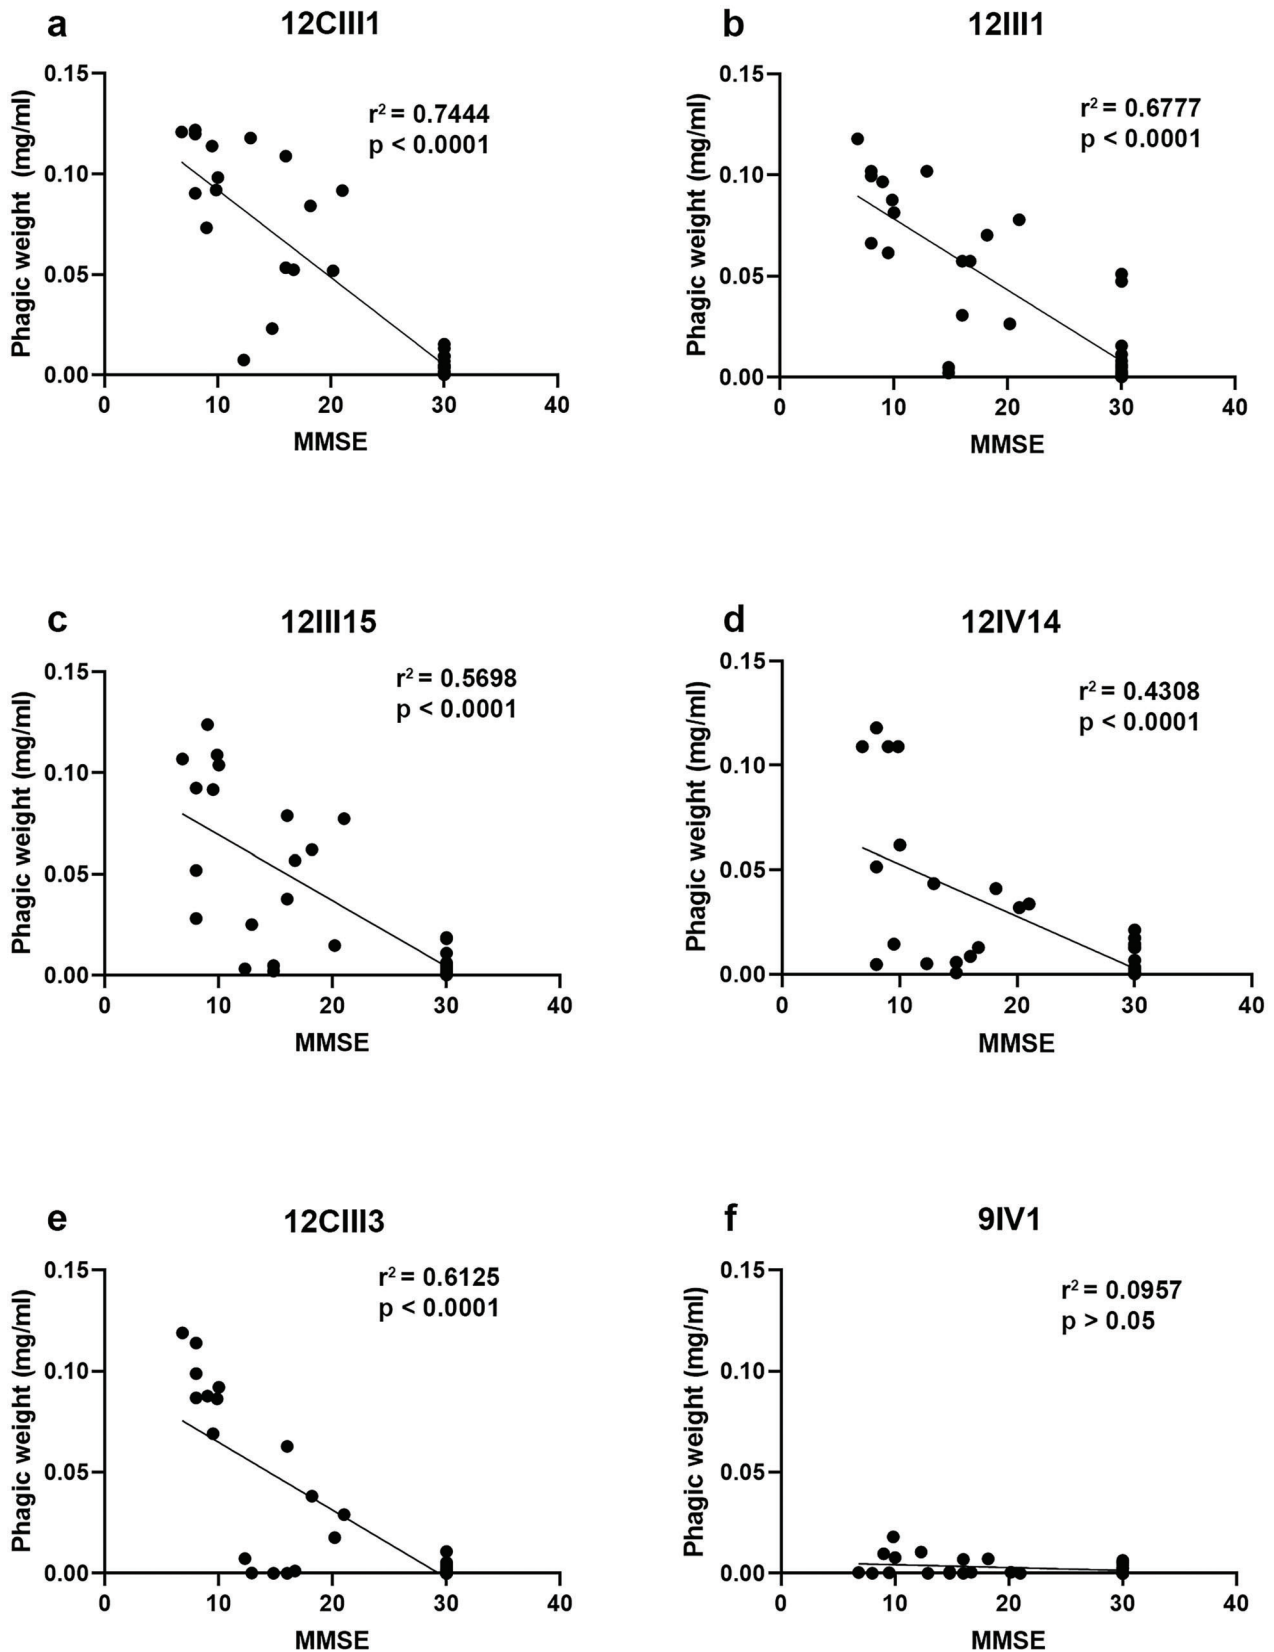 a
12CIII1
Phagic weight (mg/ml)
0.15
0.10
0.05
0.00
r² = 0.7444
p < 0.0001
0 10 20 30 40
MMSE
b
12III1
Phagic weight (mg/ml)
0.15
0.10
0.05
0.00
r² = 0.6777
p < 0.0001
0 10 20 30 40
MMSE
c
12III15
Phagic weight (mg/ml)
0.15
0.10
0.05
0.00
r² = 0.5698
p < 0.0001
0 10 20 30 40
MMSE
d
12IV14
Phagic weight (mg/ml)
0.15
0.10
0.05
0.00
r² = 0.4308
p < 0.0001
0 10 20 30 40
MMSE
e
12CIII3
Phagic weight (mg/ml)
0.15
0.10
0.05
0.00
r² = 0.6125
p < 0.0001
0 10 20 30 40
MMSE
f
9IV1
Phagic weight (mg/ml)
0.15
0.10
0.05
0.00
r² = 0.0957
p > 0.05
0 10 20 30 40
MMSE